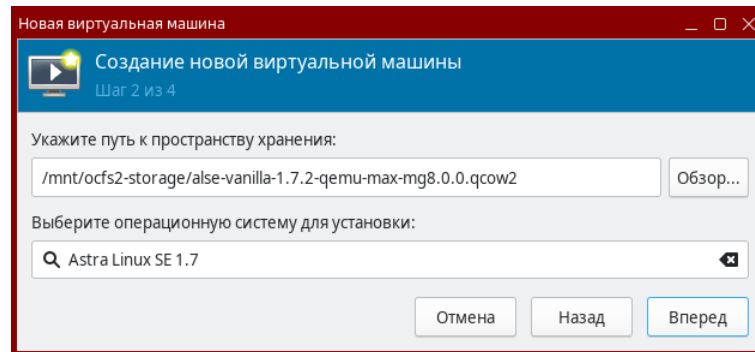 Новая виртуальная машина
Создание новой виртуальной машины
Шаг 2 из 4
Укажите путь к пространству хранения:
/mnt/ocfs2-storage/alse-vanilla-1.7.2-qemu-max-mg8.0.0.qcow2
Обзор...
Выберите операционную систему для установки:
Astra Linux SE 1.7
Отмена
Назад
Вперед